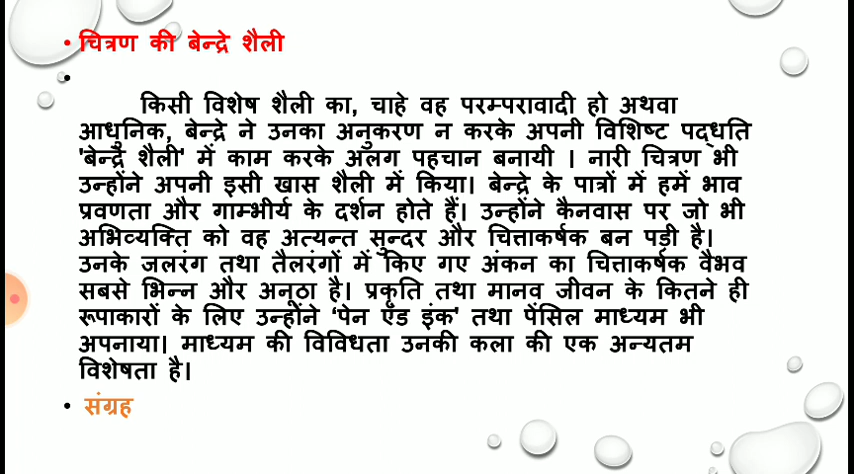 • चित्रण की बेन्द्रे शैली
•
किसी विशेष शैली का, चाहे वह परम्परावादी हो अथवा
आधुनिक, बेन्द्रे ने उनका अनुकरण न करके अपनी विशिष्ट पद्धति
'बेन्द्रे शैली' में काम करके अलग पहचान बनायी । नारी चित्रण भी
उन्होंने अपनी इसी खास शैली में किया। बेन्द्रे के पात्रों में हमें भाव
प्रवणता और गाम्भीर्य के दर्शन होते हैं। उन्होंने कैनवास पर जो भी
अभिव्यक्ति को वह अत्यन्त सुन्दर और चित्ताकर्षक बन पड़ी है।
उनके जलरंग तथा तैलरंगों में किए गए अंकन का चित्ताकर्षक वैभव
सबसे भिन्न और अनूठा है। प्रकृति तथा मानव जीवन के कितने ही
रूपाकारों के लिए उन्होंने ‘पेन एंड इंक' तथा पेंसिल माध्यम भी
अपनाया। माध्यम की विविधता उनकी कला की एक अन्यतम
विशेषता है।
• संग्रह